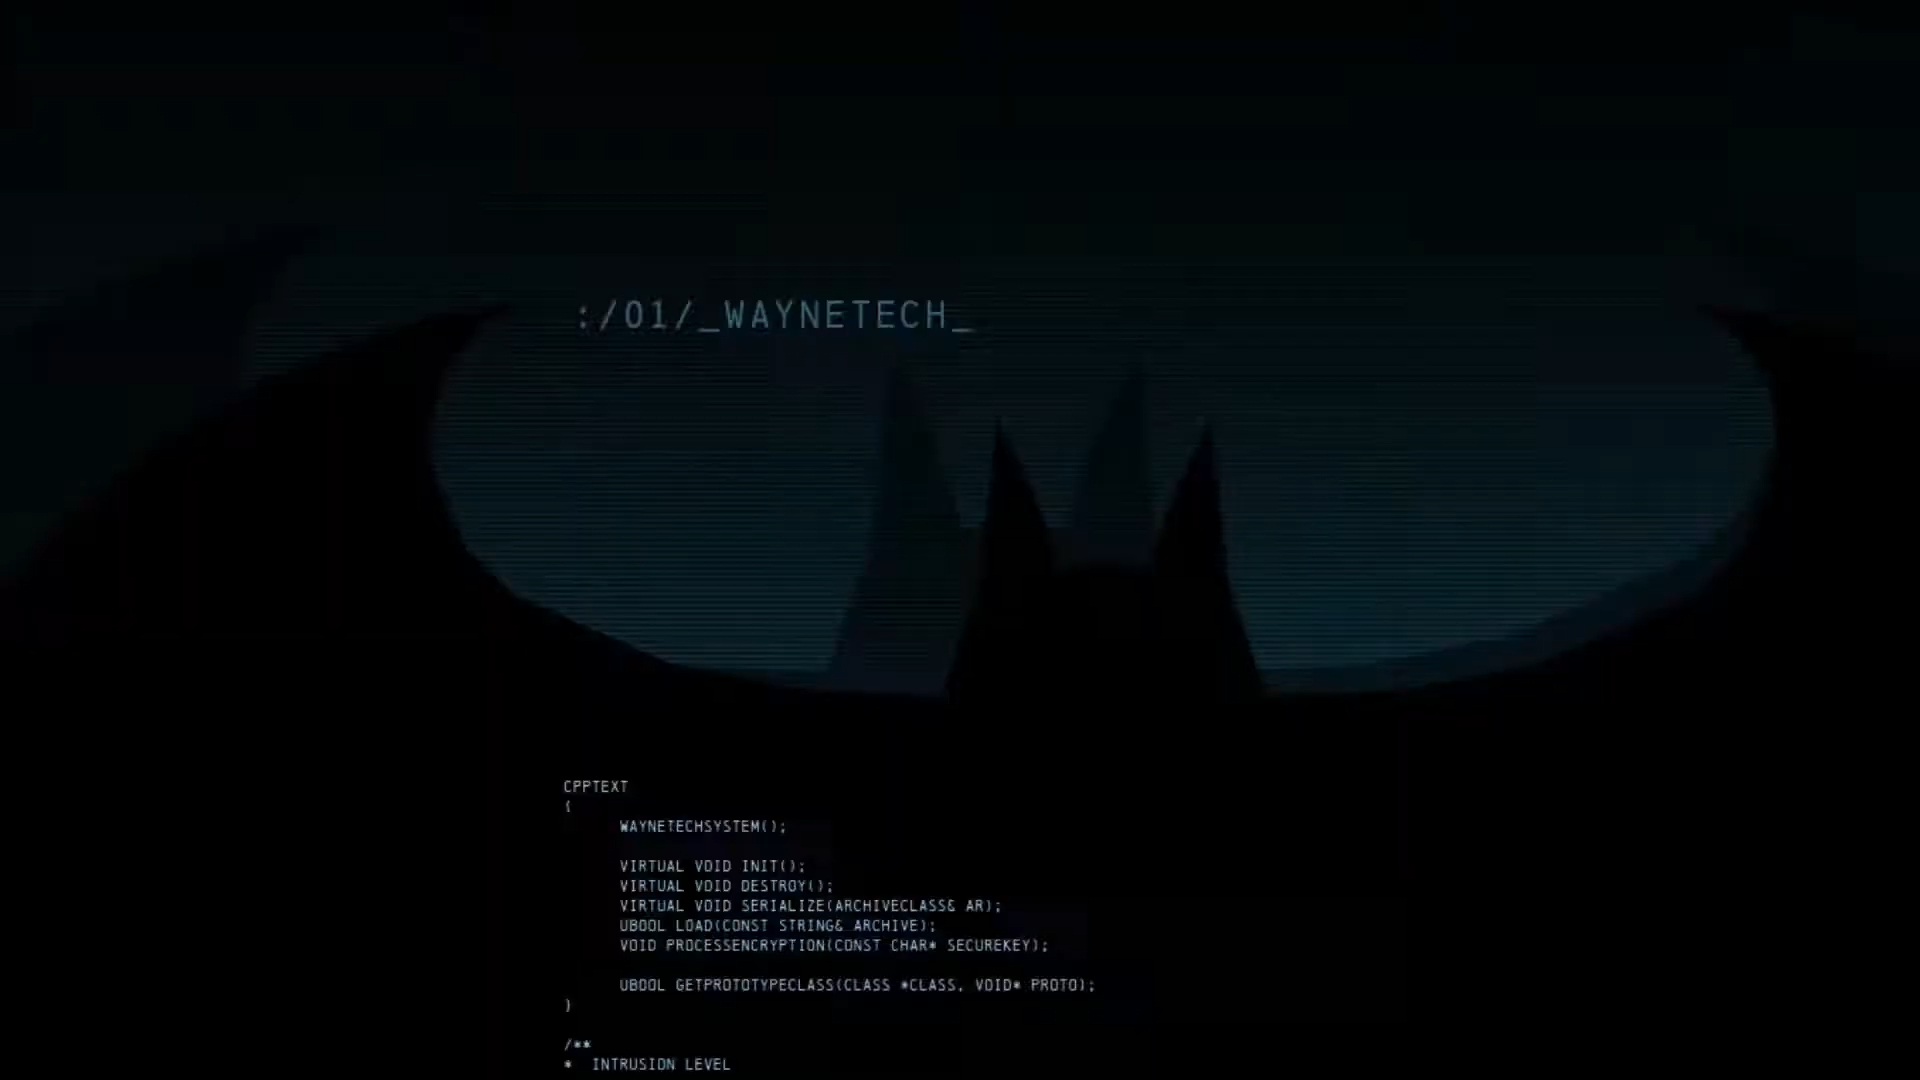 :/01/_WAYNETECH_
CPPTEXT
{
WAYNETECHSYSTEM();
VIRTUAL VOID INIT();
VIRTUAL VOID DESTROY();
VIRTUAL VOID SERIALIZE(ARCHIVECLASS& AR);
UBOOL LOAD(CONST STRING& ARCHIVE);
VOID PROCESSENCRYPTION(CONST CHAR* SECUREKEY);
UBOOL GETPROTOTYPECLASS(CLASS *CLASS, VOID* PROTO);
}
/**
* INTRUSION LEVEL